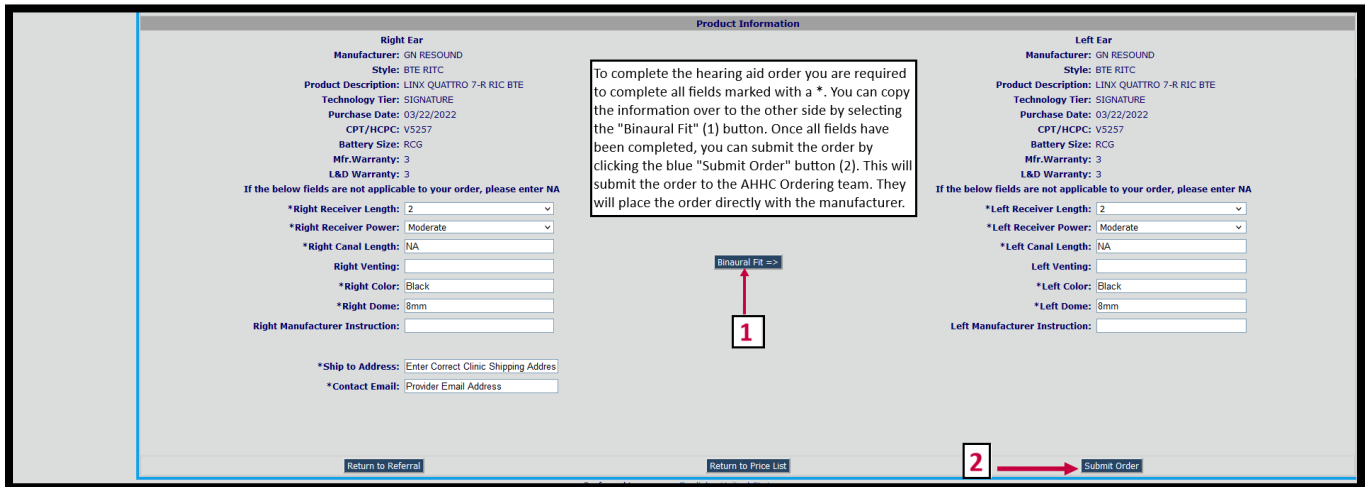 Product Information
Right Ear
Manufacturer: GN RESOUND
Style: BTE RITC
Product Description: LINX QUATTRO 7-R RIC BTE
Technology Tier: SIGNATURE
Purchase Date: 03/22/2022
CPT/HCPC: V5257
Battery Size: RCG
Mfr.Warranty: 3
L&D Warranty: 3
If the below fields are not applicable to your order, please enter NA
*Right Receiver Length: 2
*Right Receiver Power: Moderate
*Right Canal Length: NA
Right Venting:
*Right Color: Black
*Right Dome: 8mm
Right Manufacturer Instruction:
*Ship to Address: Enter Correct Clinic Shipping Addres
*Contact Email: Provider Email Address
To complete the hearing aid order you are required
to complete all fields marked with a *. You can copy
the information over to the other side by selecting
the "Binaural Fit" (1) button. Once all fields have
been completed, you can submit the order by
clicking the blue "Submit Order" button (2). This will
submit the order to the AHHC Ordering team. They
will place the order directly with the manufacturer.
Binaural Fit =>
1
Left Ear
Manufacturer: GN RESOUND
Style: BTE RITC
Product Description: LINX QUATTRO 7-R RIC BTE
Technology Tier: SIGNATURE
Purchase Date: 03/22/2022
CPT/HCPC: V5257
Battery Size: RCG
Mfr.Warranty: 3
L&D Warranty: 3
If the below fields are not applicable to your order, please enter NA
*Left Receiver Length: 2
*Left Receiver Power: Moderate
*Left Canal Length: NA
Left Venting:
*Left Color: Black
*Left Dome: 8mm
Left Manufacturer Instruction:
Return to Referral
Return to Price List
2
Submit Order